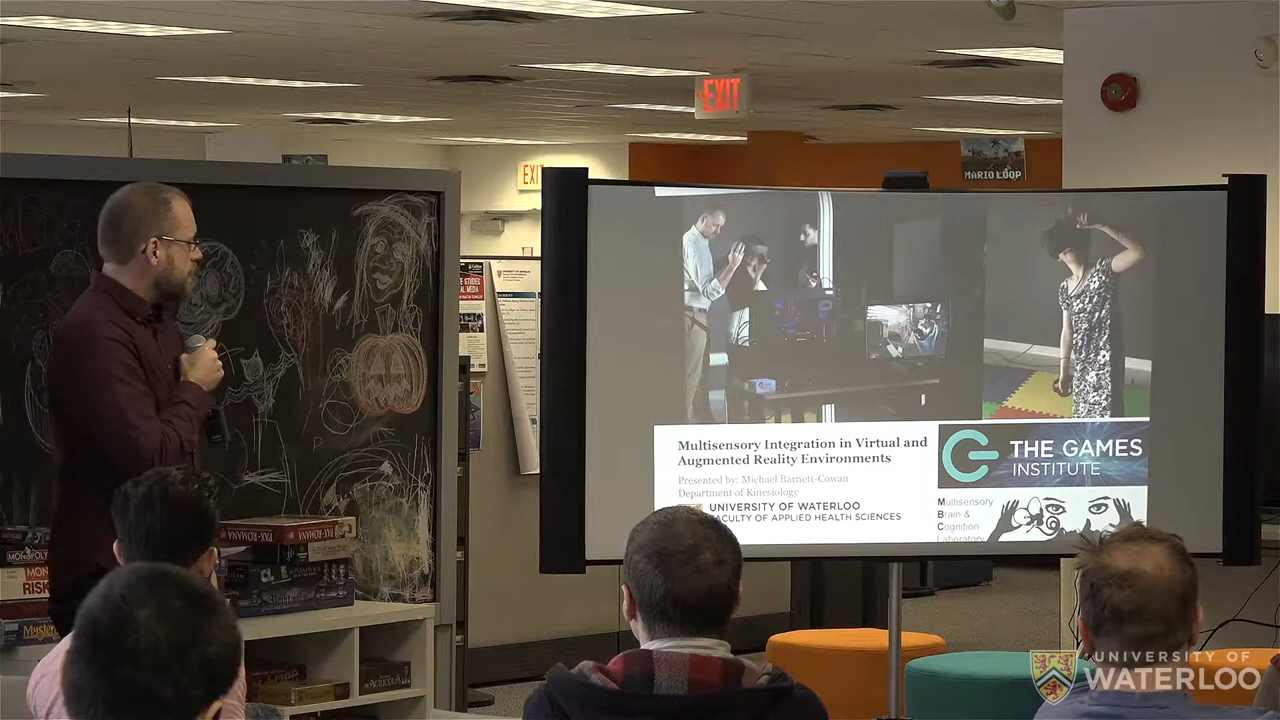 EXIT
EXIT
MARIO LOOP
Multisensory Integration in Virtual and
Augmented Reality Environments
Presented by: Michael Barnett-Cowan
Department of Kinesiology
UNIVERSITY OF WATERLOO
FACULTY OF APPLIED HEALTH SCIENCES
THE GAMES
INSTITUTE
Multisensory
Brain &
Cognition
Laboratory
PAX ROMANA
MONOPOLY
RISK
AGRICOLA
UNIVERSITY OF
WATERLOO